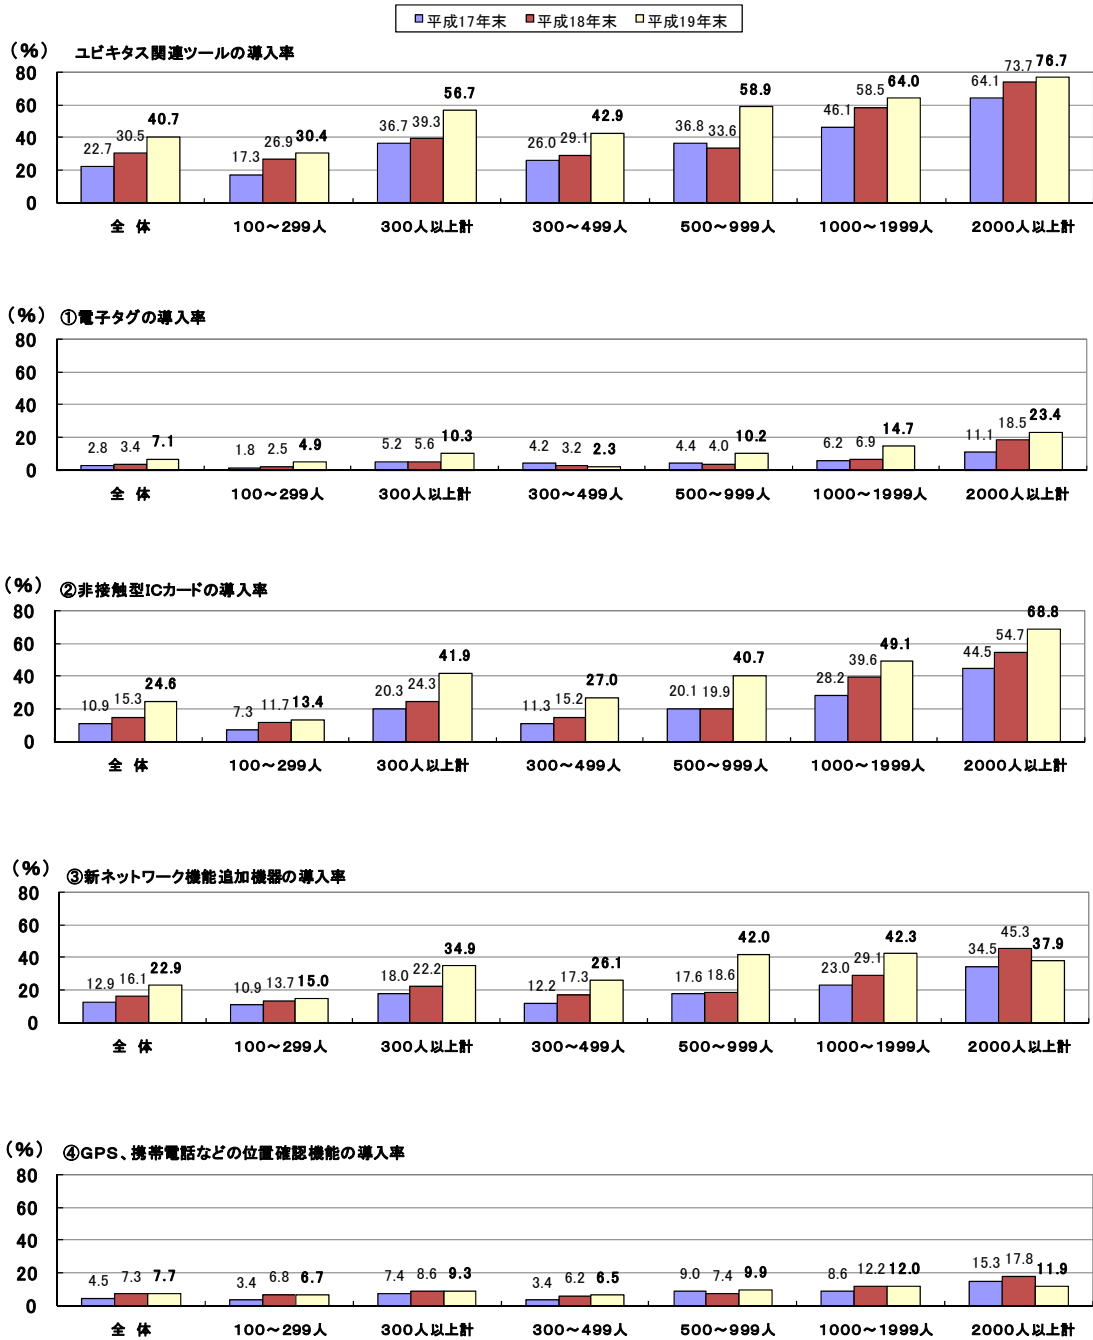 平成17年末 平成18年末 平成19年末
(%) ユビキタス関連ツールの導入率
80
60
40
20
0
22.7 30.5 40.7 17.3 26.9 30.4 36.7 39.3 56.7 26.0 29.1 42.9 36.8 33.6 58.9 46.1 58.5 64.0 64.1 73.7 76.7
全 体 100～299人 300人以上計 300～499人 500～999人 1000～1999人 2000人以上計
(%) ①電子タグの導入率
80
60
40
20
0
2.8 3.4 7.1 1.8 2.5 4.9 5.2 5.6 10.3 4.2 3.2 2.3 4.4 4.0 10.2 6.2 6.9 14.7 11.1 18.5 23.4
全 体 100～299人 300人以上計 300～499人 500～999人 1000～1999人 2000人以上計
(%) ②非接触型ICカードの導入率
80
60
40
20
0
10.9 15.3 24.6 7.3 11.7 13.4 20.3 24.3 41.9 11.3 15.2 27.0 20.1 19.9 40.7 28.2 39.6 49.1 44.5 54.7 68.8
全 体 100～299人 300人以上計 300～499人 500～999人 1000～1999人 2000人以上計
(%) ③新ネットワーク機能追加機器の導入率
80
60
40
20
0
12.9 16.1 22.9 10.9 13.7 15.0 18.0 22.2 34.9 12.2 17.3 26.1 17.6 18.6 42.0 23.0 29.1 42.3 34.5 45.3 37.9
全 体 100～299人 300人以上計 300～499人 500～999人 1000～1999人 2000人以上計
(%) ④GPS、携帯電話などの位置確認機能の導入率
80
60
40
20
0
4.5 7.3 7.7 3.4 6.8 6.7 7.4 8.6 9.3 3.4 6.2 6.5 9.0 7.4 9.9 8.6 12.2 12.0 15.3 17.8 11.9
全 体 100～299人 300人以上計 300～499人 500～999人 1000～1999人 2000人以上計